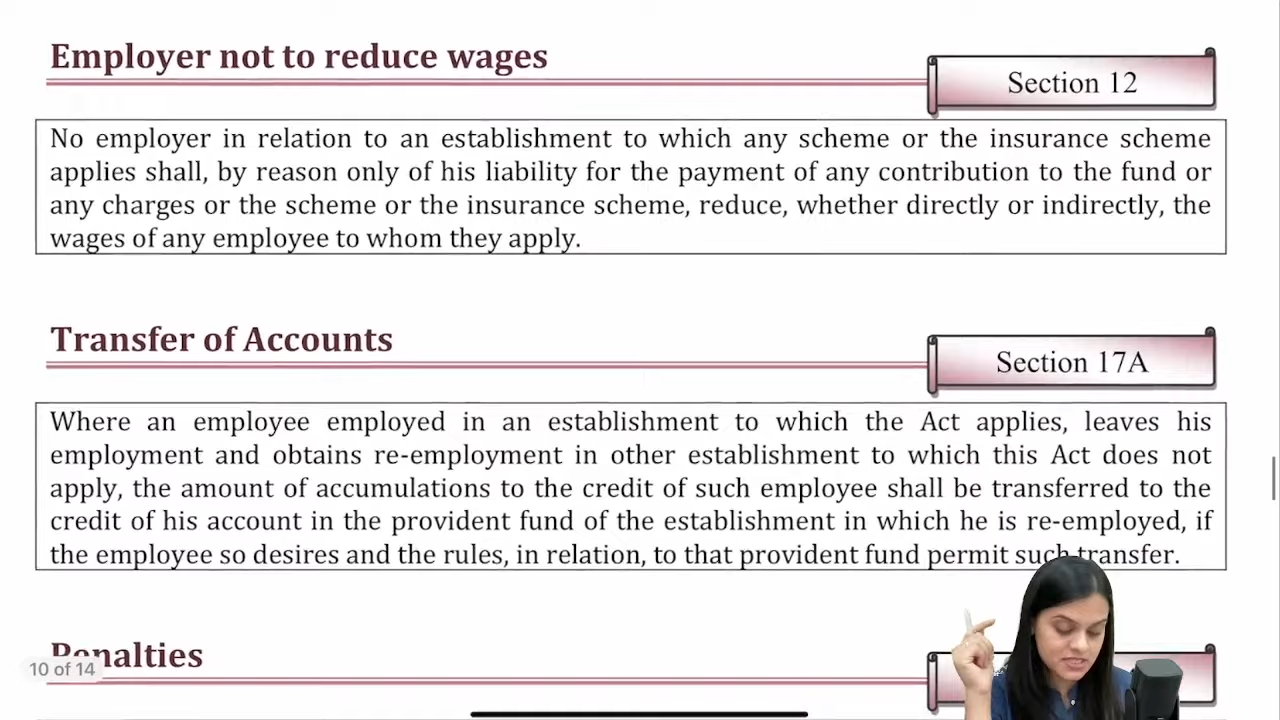 Employer not to reduce wages
Section 12
No employer in relation to an establishment to which any scheme or the insurance scheme
applies shall, by reason only of his liability for the payment of any contribution to the fund or
any charges or the scheme or the insurance scheme, reduce, whether directly or indirectly, the
wages of any employee to whom they apply.
Transfer of Accounts
Section 17A
Where an employee employed in an establishment to which the Act applies, leaves his
employment and obtains re-employment in other establishment to which this Act does not
apply, the amount of accumulations to the credit of such employee shall be transferred to the
credit of his account in the provident fund of the establishment in which he is re-employed, if
the employee so desires and the rules, in relation, to that provident fund permit such transfer.
Penalties
10 of 14